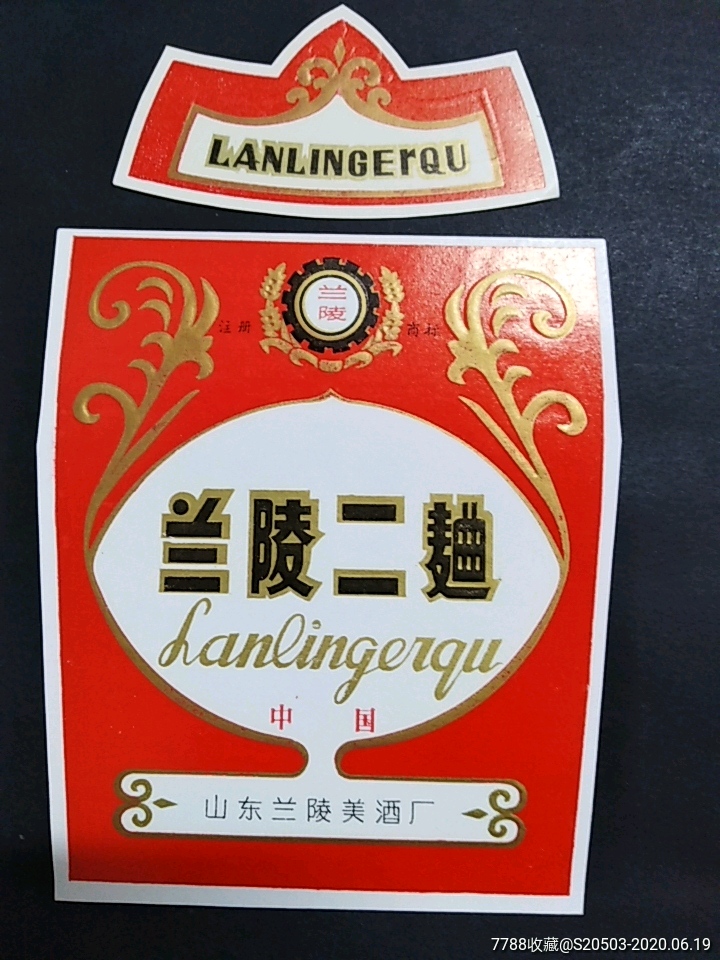 LANLINGErQU
兰
陵
注册 商标
兰陵二麯
Lanlingerqu
中 国
山东兰陵美酒厂
7788收藏@S20503-2020.06.19